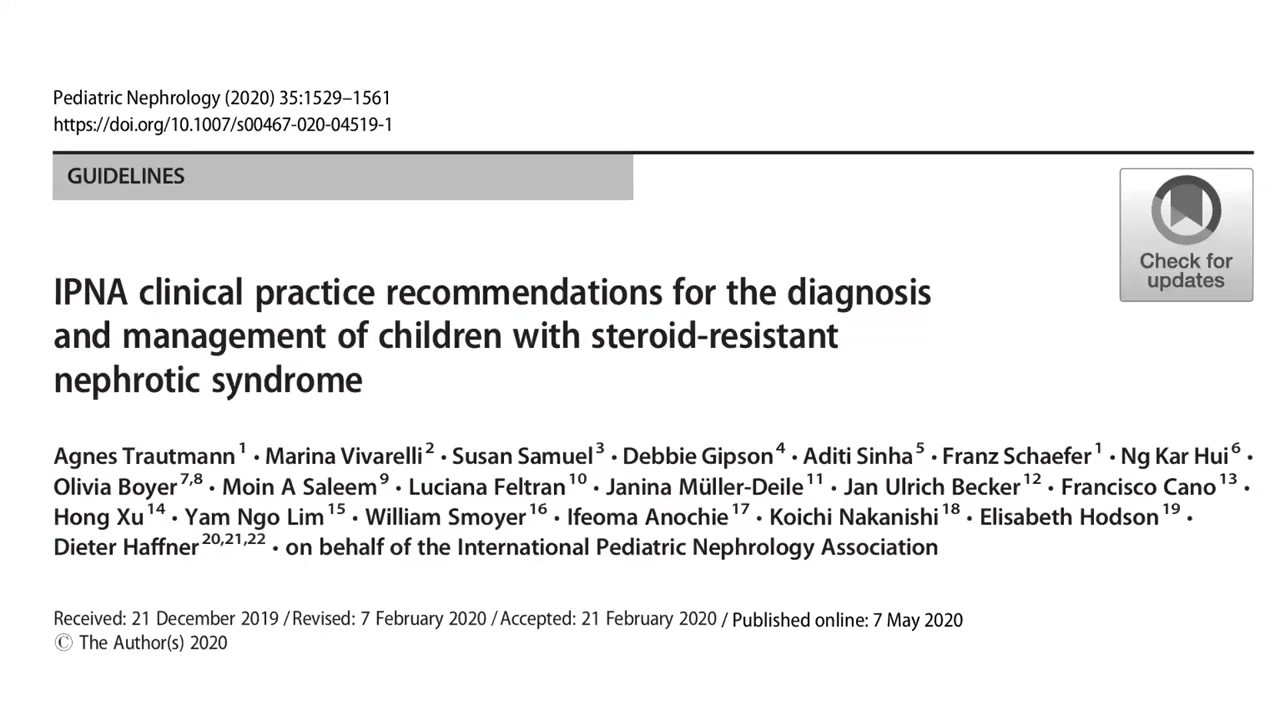 Pediatric Nephrology (2020) 35:1529–1561
https://doi.org/10.1007/s00467-020-04519-1
GUIDELINES
Check for
updates
IPNA clinical practice recommendations for the diagnosis
and management of children with steroid-resistant
nephrotic syndrome
Agnes Trautmann 1 · Marina Vivarelli 2 · Susan Samuel 3 · Debbie Gipson 4 · Aditi Sinha 5 · Franz Schaefer 1 · Ng Kar Hui 6 ·
Olivia Boyer 7,8 · Moin A Saleem 9 · Luciana Feltran 10 · Janina Müller-Deile 11 · Jan Ulrich Becker 12 · Francisco Cano 13 ·
Hong Xu 14 · Yam Ngo Lim 15 · William Smoyer 16 · Ifeoma Anochie 17 · Koichi Nakanishi 18 · Elisabeth Hodson 19 ·
Dieter Haffner 20,21,22 · on behalf of the International Pediatric Nephrology Association
Received: 21 December 2019 / Revised: 7 February 2020 / Accepted: 21 February 2020 / Published online: 7 May 2020
© The Author(s) 2020